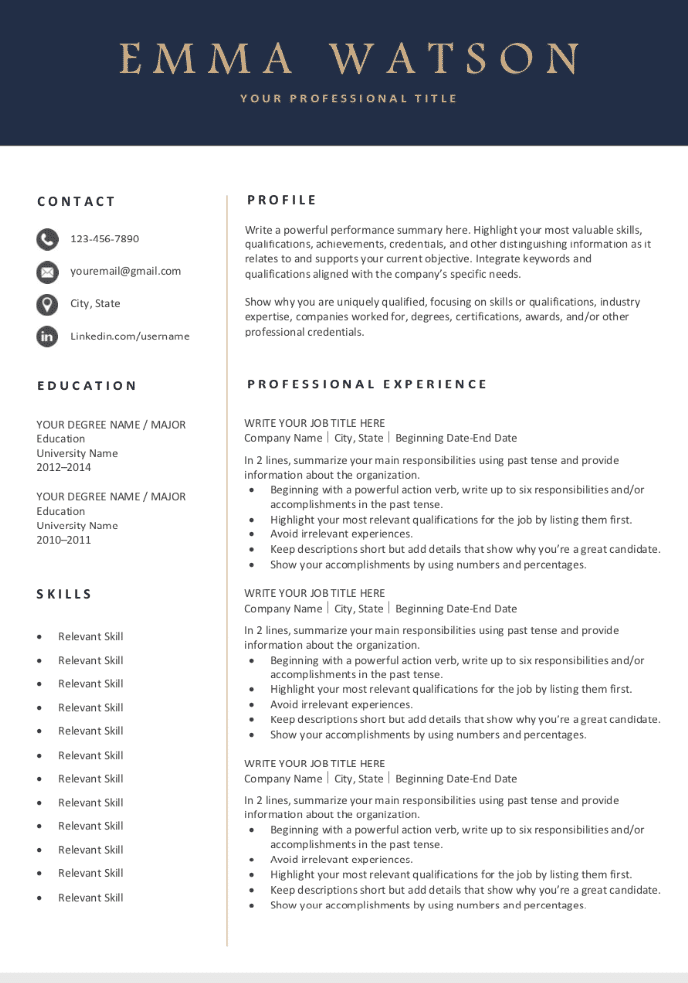 EMMA WATSON
YOUR PROFESSIONAL TITLE
CONTACT
123-456-7890
youremail@gmail.com
City, State
Linkedin.com/username
EDUCATION
YOUR DEGREE NAME / MAJOR
Education
University Name
2012–2014
YOUR DEGREE NAME / MAJOR
Education
University Name
2010–2011
SKILLS
• Relevant Skill
• Relevant Skill
• Relevant Skill
• Relevant Skill
• Relevant Skill
• Relevant Skill
• Relevant Skill
• Relevant Skill
• Relevant Skill
• Relevant Skill
• Relevant Skill
• Relevant Skill
PROFILE
Write a powerful performance summary here. Highlight your most valuable skills,
qualifications, achievements, credentials, and other distinguishing information as it
relates to and supports your current objective. Integrate keywords and
qualifications aligned with the company’s specific needs.
Show why you are uniquely qualified, focusing on skills or qualifications, industry
expertise, companies worked for, degrees, certifications, awards, and/or other
professional credentials.
PROFESSIONAL EXPERIENCE
WRITE YOUR JOB TITLE HERE
Company Name | City, State | Beginning Date-End Date
In 2 lines, summarize your main responsibilities using past tense and provide
information about the organization.
• Beginning with a powerful action verb, write up to six responsibilities and/or
accomplishments in the past tense.
• Highlight your most relevant qualifications for the job by listing them first.
• Avoid irrelevant experiences.
• Keep descriptions short but add details that show why you’re a great candidate.
• Show your accomplishments by using numbers and percentages.
WRITE YOUR JOB TITLE HERE
Company Name | City, State | Beginning Date-End Date
In 2 lines, summarize your main responsibilities using past tense and provide
information about the organization.
• Beginning with a powerful action verb, write up to six responsibilities and/or
accomplishments in the past tense.
• Highlight your most relevant qualifications for the job by listing them first.
• Avoid irrelevant experiences.
• Keep descriptions short but add details that show why you’re a great candidate.
• Show your accomplishments by using numbers and percentages.
WRITE YOUR JOB TITLE HERE
Company Name | City, State | Beginning Date-End Date
In 2 lines, summarize your main responsibilities using past tense and provide
information about the organization.
• Beginning with a powerful action verb, write up to six responsibilities and/or
accomplishments in the past tense.
• Avoid irrelevant experiences.
• Highlight your most relevant qualifications for the job by listing them first.
• Keep descriptions short but add details that show why you’re a great candidate.
• Show your accomplishments by using numbers and percentages.